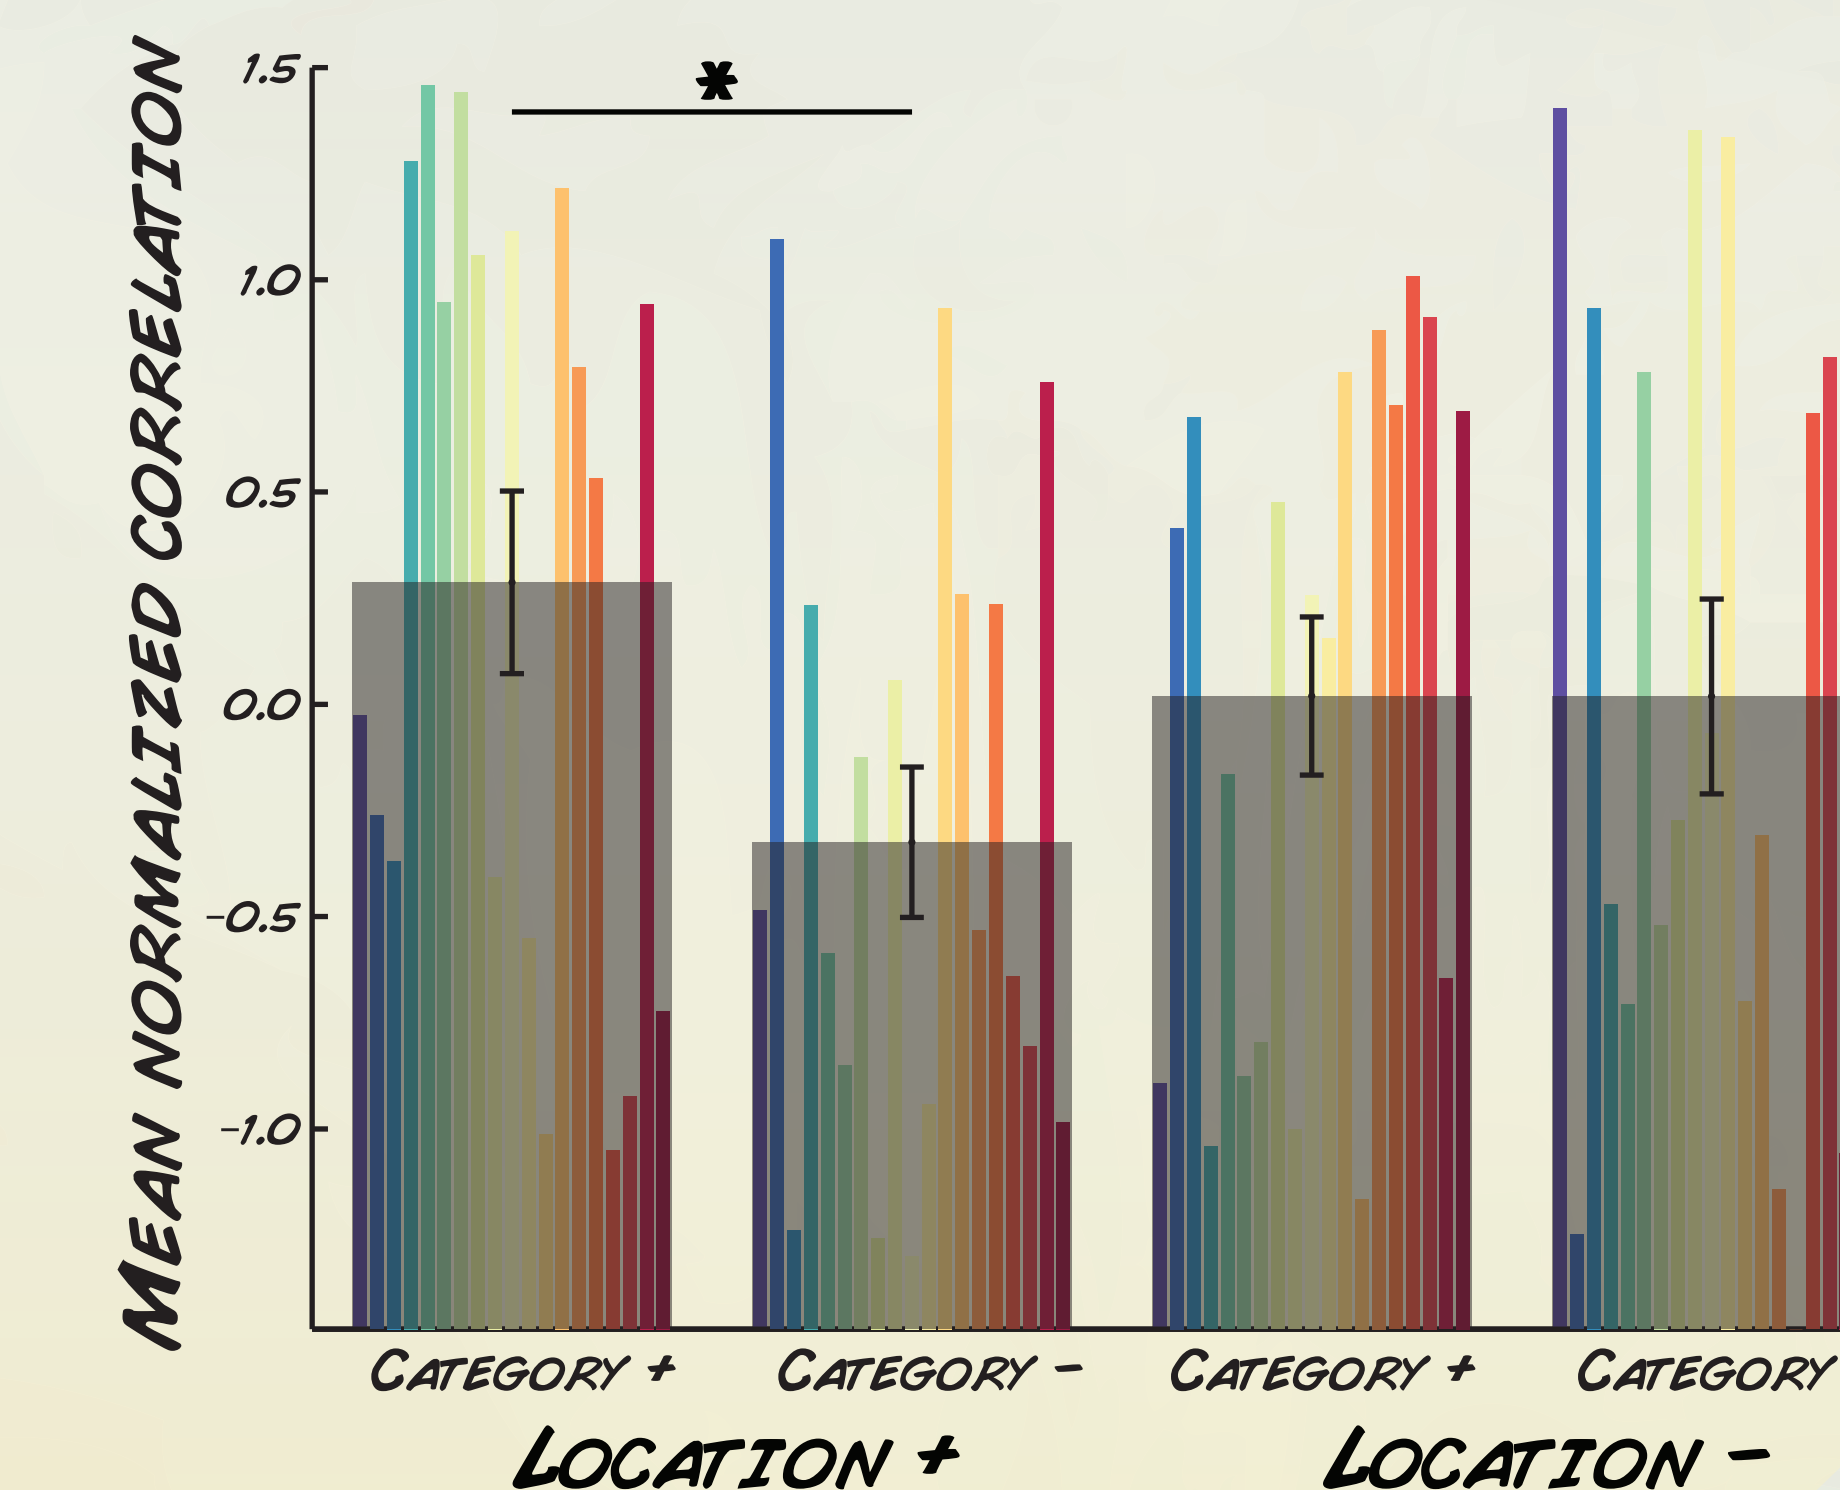 MEAN NORMALIZED CORRELATION
1.5
1.0
0.5
0.0
-0.5
-1.0
*
CATEGORY +
CATEGORY -
CATEGORY +
CATEGORY
LOCATION +
LOCATION -